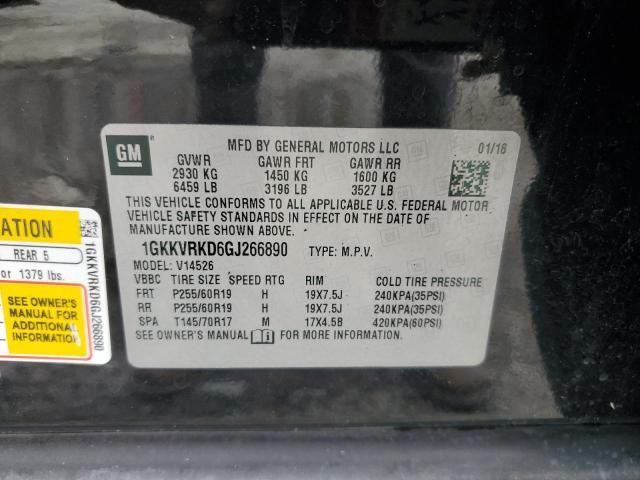 GM
MFD BY GENERAL MOTORS LLC 01/16
GVWR GAWR FRT GAWR RR
2930 KG 1450 KG 1600 KG
6459 LB 3196 LB 3527 LB
THIS VEHICLE CONFORMS TO ALL APPLICABLE U.S. FEDERAL MOTOR
VEHICLE SAFETY STANDARDS IN EFFECT ON THE DATE OF
MANUFACTURE SHOWN ABOVE.
1GKKVRKD6GJ266890 TYPE: M.P.V.
MODEL: V14526
VBBC TIRE SIZE SPEED RTG RIM COLD TIRE PRESSURE
FRT P255/60R19 H 19X7.5J 240KPA(35PSI)
RR P255/60R19 H 19X7.5J 240KPA(35PSI)
SPA T145/70R17 M 17X4.5B 420KPA(60PSI)
SEE OWNER'S MANUAL FOR MORE INFORMATION.
ATION
REAR 5
or 1379 lbs.
SEE OWNER'S
MANUAL FOR
ADDITIONAL
INFORMATION
1GKKVRKD6GJ266890